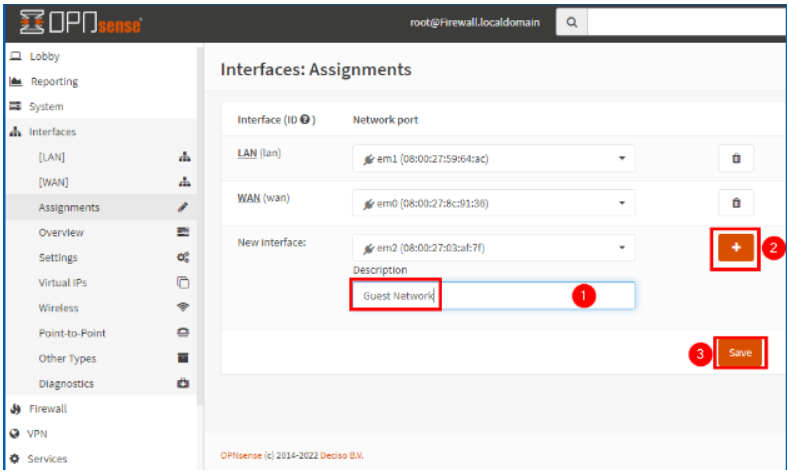 OPNsense
root@Firewall.localdomain
Lobby
Reporting
System
Interfaces
[LAN]
[WAN]
Assignments
Overview
Settings
Virtual IPs
Wireless
Point-to-Point
Other Types
Diagnostics
Firewall
VPN
Services
Interfaces: Assignments
Interface (ID ?) Network port
LAN (lan) em1 (08:00:27:59:64:ac)
WAN (wan) em0 (08:00:27:8c:91:36)
New interface: em2 (08:00:27:03:af:7f)
2
Description
Guest Network 1
3 Save
OPNsense (c) 2014-2022 Deciso B.V.